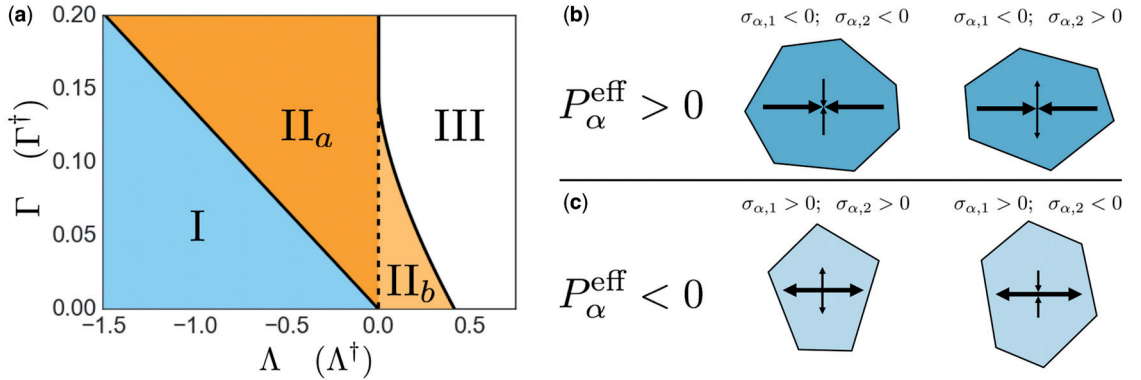 (a)
0.20
0.15
0.10
0.05
0.00
Γ (Γ†)
I
II_a
II_b
III
−1.5 −1.0 −0.5 0.0 0.5
Λ (Λ†)
(b)
σ_{α,1} < 0; σ_{α,2} < 0
σ_{α,1} < 0; σ_{α,2} > 0
P_α^{eff} > 0
(c)
σ_{α,1} > 0; σ_{α,2} > 0
σ_{α,1} > 0; σ_{α,2} < 0
P_α^{eff} < 0